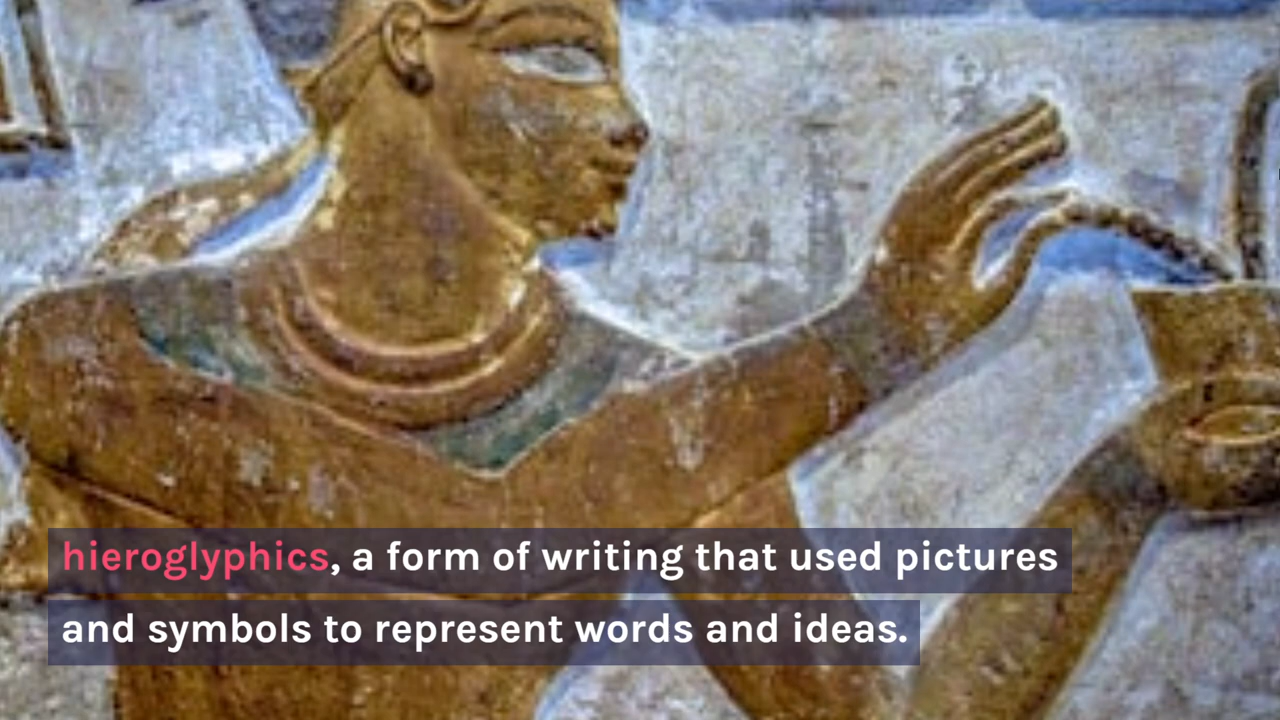 hieroglyphics, a form of writing that used pictures
and symbols to represent words and ideas.